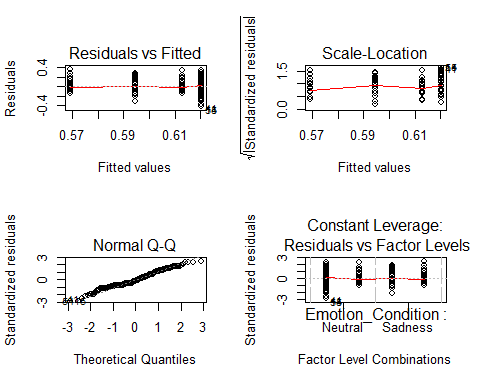 Residuals vs Fitted
Residuals
0.4
-0.4
0.57
0.59
0.61
Fitted values
Scale-Location
√|Standardized residuals|
1.5
0.0
0.57
0.59
0.61
Fitted values
Normal Q-Q
Standardized residuals
3
0
-3
-3 -2 -1 0 1 2 3
Theoretical Quantiles
Constant Leverage:
Residuals vs Factor Levels
Standardized residuals
3
0
-3
Emotion_Condition :
Neutral
Sadness
Factor Level Combinations